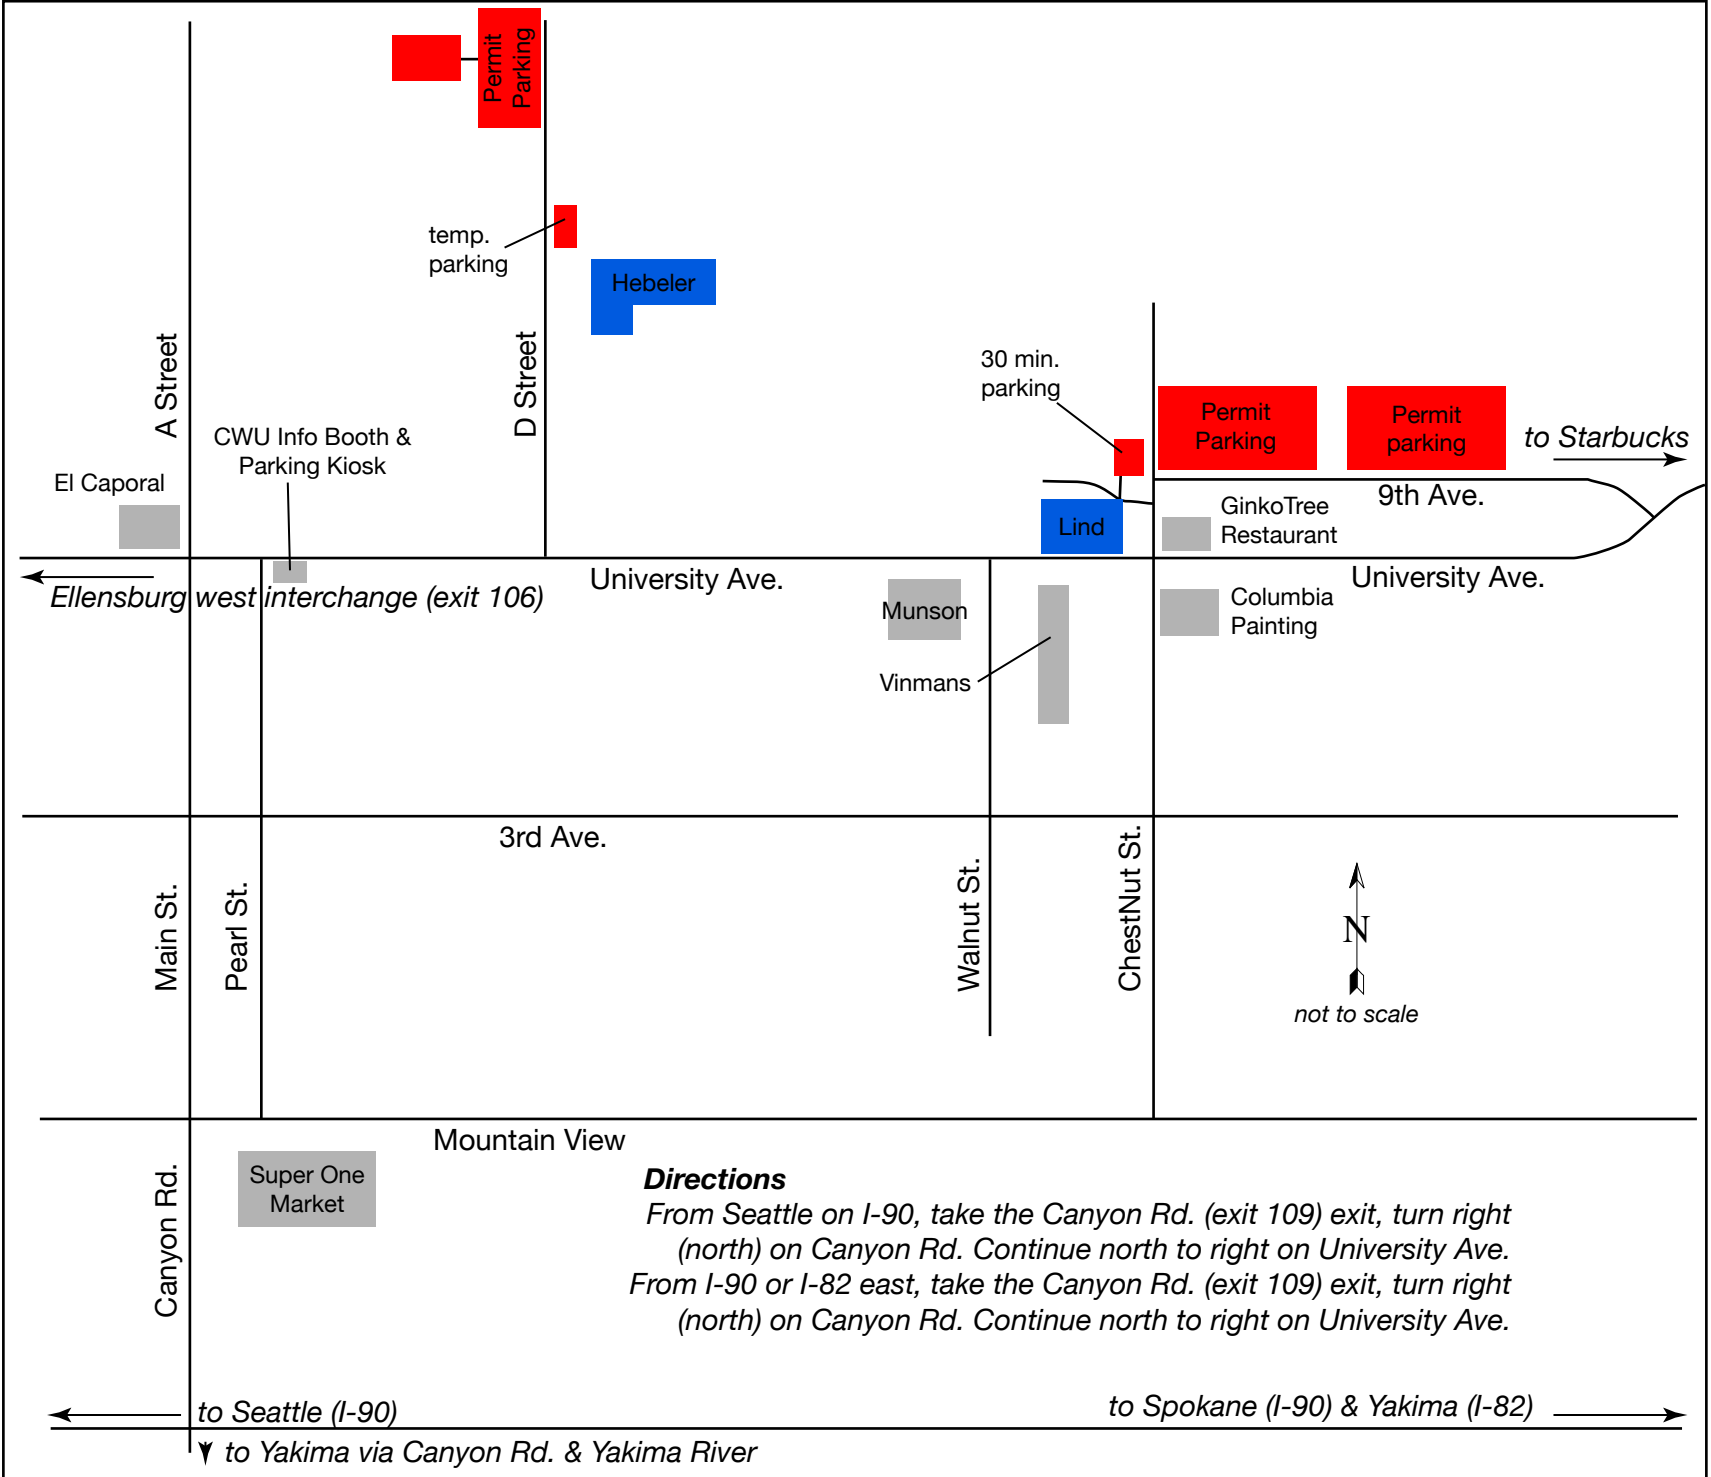 Permit
Parking
temp.
parking
Hebeler
A Street
D Street
30 min.
parking
Permit
Parking
Permit
parking
to Starbucks
CWU Info Booth &
Parking Kiosk
El Caporal
9th Ave.
GinkoTree
Restaurant
Lind
Ellensburg west interchange (exit 106)
University Ave.
University Ave.
Munson
Columbia
Painting
Vinmans
3rd Ave.
Main St.
Pearl St.
Walnut St.
ChestNut St.
N
not to scale
Mountain View
Super One
Market
Canyon Rd.
Directions
From Seattle on I-90, take the Canyon Rd. (exit 109) exit, turn right
(north) on Canyon Rd. Continue north to right on University Ave.
From I-90 or I-82 east, take the Canyon Rd. (exit 109) exit, turn right
(north) on Canyon Rd. Continue north to right on University Ave.
to Seattle (I-90)
to Spokane (I-90) & Yakima (I-82)
to Yakima via Canyon Rd. & Yakima River